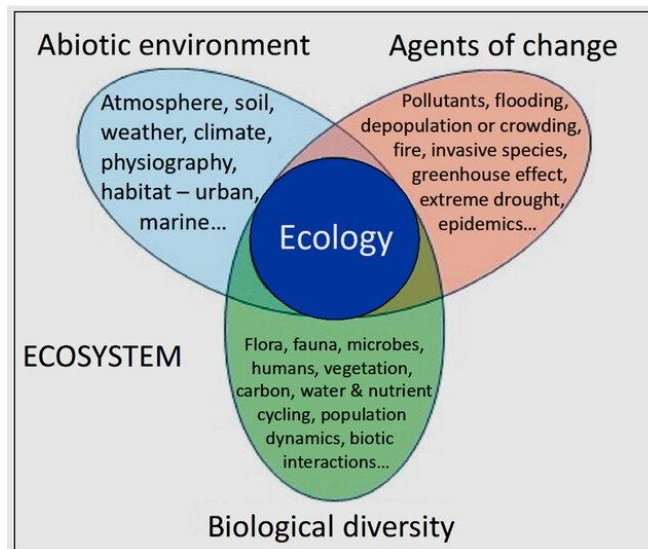 Abiotic environment
Agents of change
Atmosphere, soil,
weather, climate,
physiography,
habitat – urban,
marine...
Pollutants, flooding,
depopulation or crowding,
fire, invasive species,
greenhouse effect,
extreme drought,
epidemics...
Ecology
ECOSYSTEM
Flora, fauna, microbes,
humans, vegetation,
carbon, water & nutrient
cycling, population
dynamics, biotic
interactions...
Biological diversity